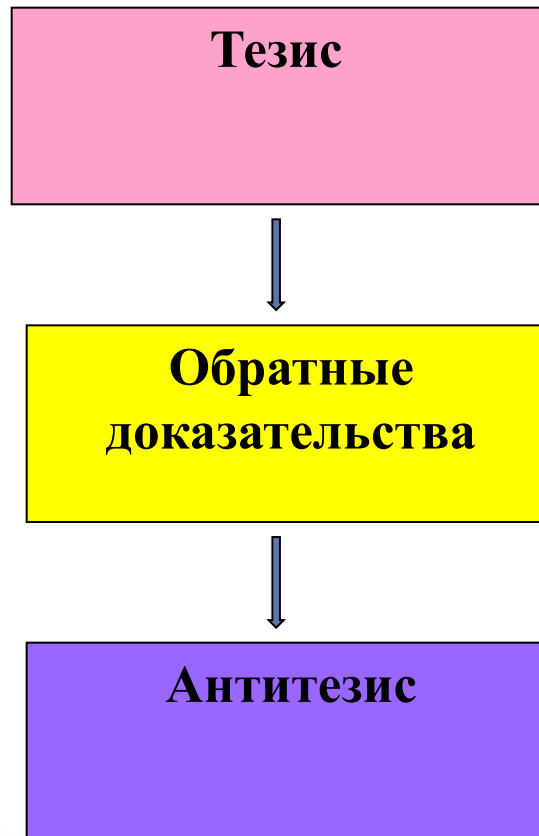 Тезис
Обратные
доказательства
Антитезис